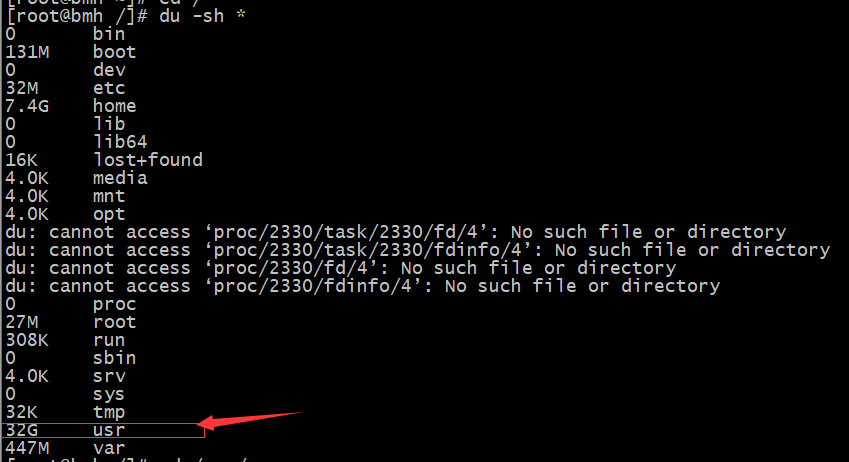 [root@bmh ~]# cd /
[root@bmh /]# du -sh *
0 bin
131M boot
0 dev
32M etc
7.4G home
0 lib
0 lib64
16K lost+found
4.0K media
4.0K mnt
4.0K opt
du: cannot access ‘proc/2330/task/2330/fd/4’: No such file or directory
du: cannot access ‘proc/2330/task/2330/fdinfo/4’: No such file or directory
du: cannot access ‘proc/2330/fd/4’: No such file or directory
du: cannot access ‘proc/2330/fdinfo/4’: No such file or directory
0 proc
27M root
308K run
0 sbin
4.0K srv
0 sys
32K tmp
32G usr
447M var